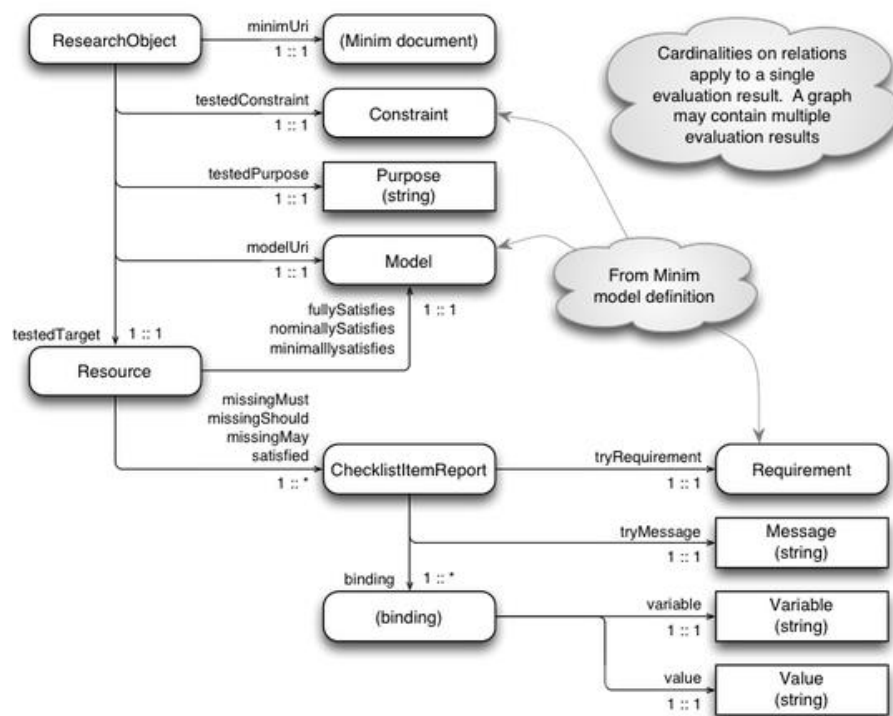 ResearchObject
minimUri
1 :: 1
(Minim document)
Cardinalities on relations
apply to a single
evaluation result. A graph
may contain multiple
evaluation results
testedConstraint
1 :: 1
Constraint
testedPurpose
1 :: 1
Purpose
(string)
modelUri
1 :: 1
Model
From Minim
model definition
fullySatisfies
nominallySatisfies
minimalllysatisfies
1 :: 1
testedTarget
1 :: 1
Resource
missingMust
missingShould
missingMay
satisfied
1 :: *
ChecklistItemReport
tryRequirement
1 :: 1
Requirement
tryMessage
1 :: 1
Message
(string)
binding
1 :: *
(binding)
variable
1 :: 1
Variable
(string)
value
1 :: 1
Value
(string)